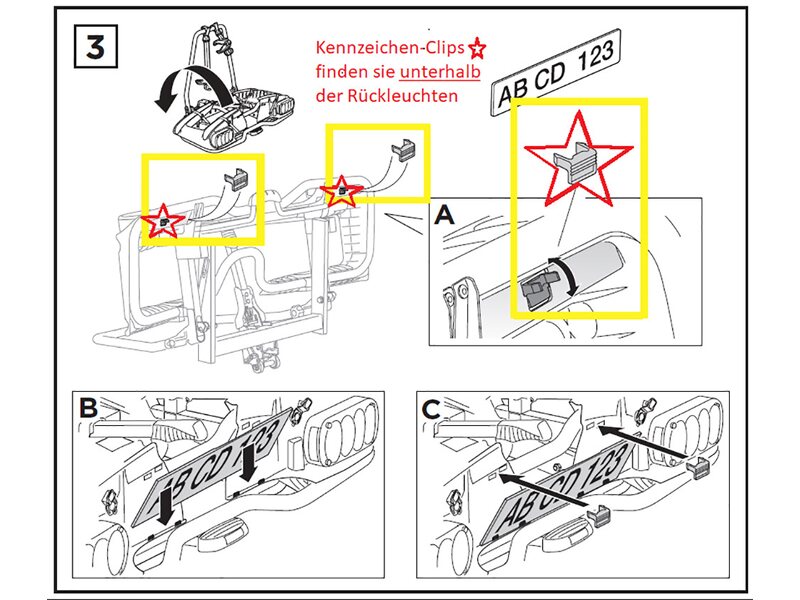 3
Kennzeichen-Clips
finden sie unterhalb
der Rückleuchten
AB CD 123
A
B
AB CD 123
C
AB CD 123